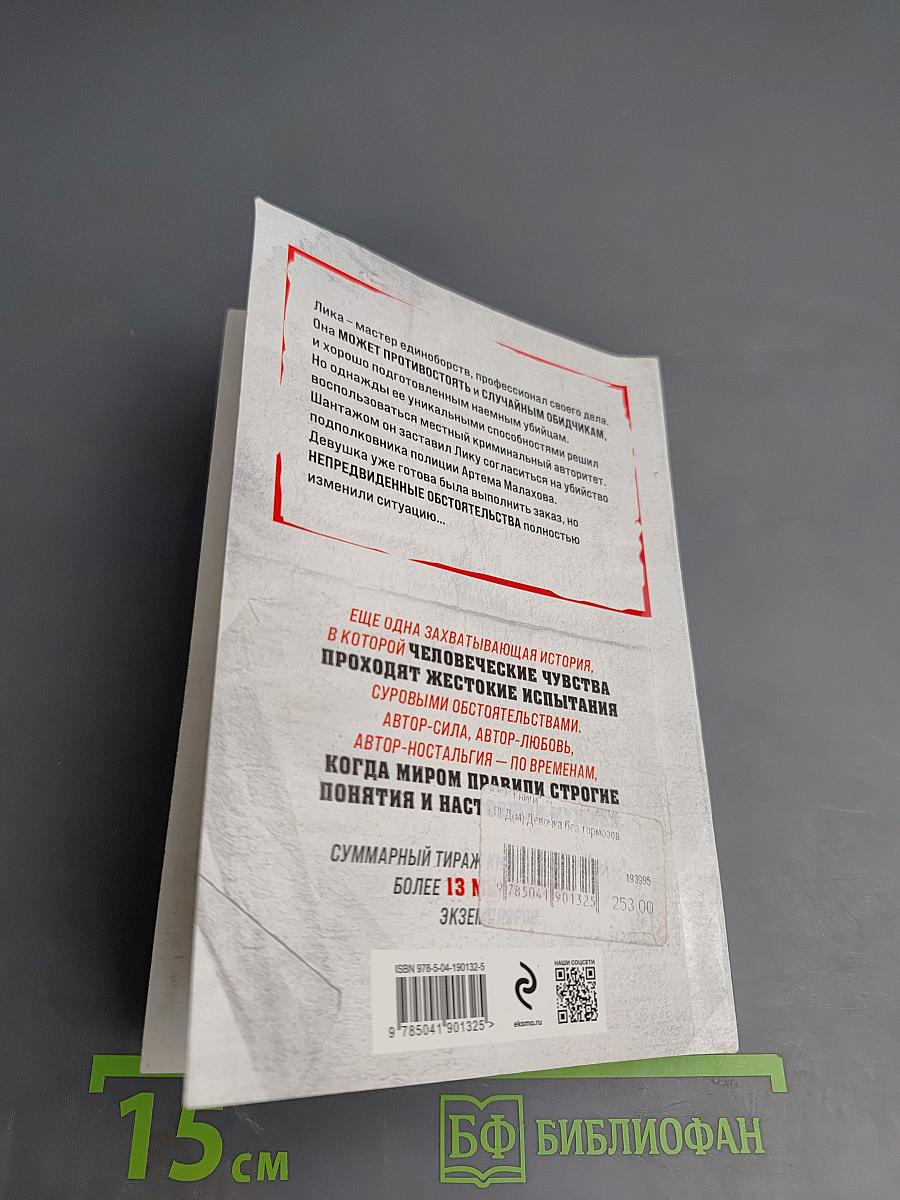 Лика – мастер единоборств, профессионал своего дела.
Она МОЖЕТ ПРОТИВОСТОЯТЬ и СЛУЧАЙНЫМ ОБИДЧИКАМ,
и хорошо подготовленным наемным убийцам.
Но однажды ее уникальными способностями решил
воспользоваться местный криминальный авторитет.
Шантажом он заставил Лику согласиться на убийство
подполковника полиции Артема Малахова.
Девушка уже готова была выполнить заказ, но
НЕПРЕДВИДЕННЫЕ ОБСТОЯТЕЛЬСТВА полностью
изменили ситуацию...
ЕЩЕ ОДНА ЗАХВАТЫВАЮЩАЯ ИСТОРИЯ,
В КОТОРОЙ ЧЕЛОВЕЧЕСКИЕ ЧУВСТВА
ПРОХОДЯТ ЖЕСТОКИЕ ИСПЫТАНИЯ
СУРОВЫМИ ОБСТОЯТЕЛЬСТВАМИ.
АВТОР-СИЛА, АВТОР-ЛЮБОВЬ,
АВТОР-НОСТАЛЬГИЯ — ПО ВРЕМЕНАМ,
КОГДА МИРОМ ПРАВИЛИ СТРОГИЕ
ПОНЯТИЯ И НАСТ
Девочка без тормозов
193995
9 785041 901325
253.00
СУММАРНЫЙ ТИРАЖ
БОЛЕЕ 13 М
ЭКЗЕМПЛЯРОВ
ISBN 978-5-04-190132-5
9 785041 901325 >
eksmo.ru
НАШИ СОЦСЕТИ
15 см
БФ БИБЛИОФАН